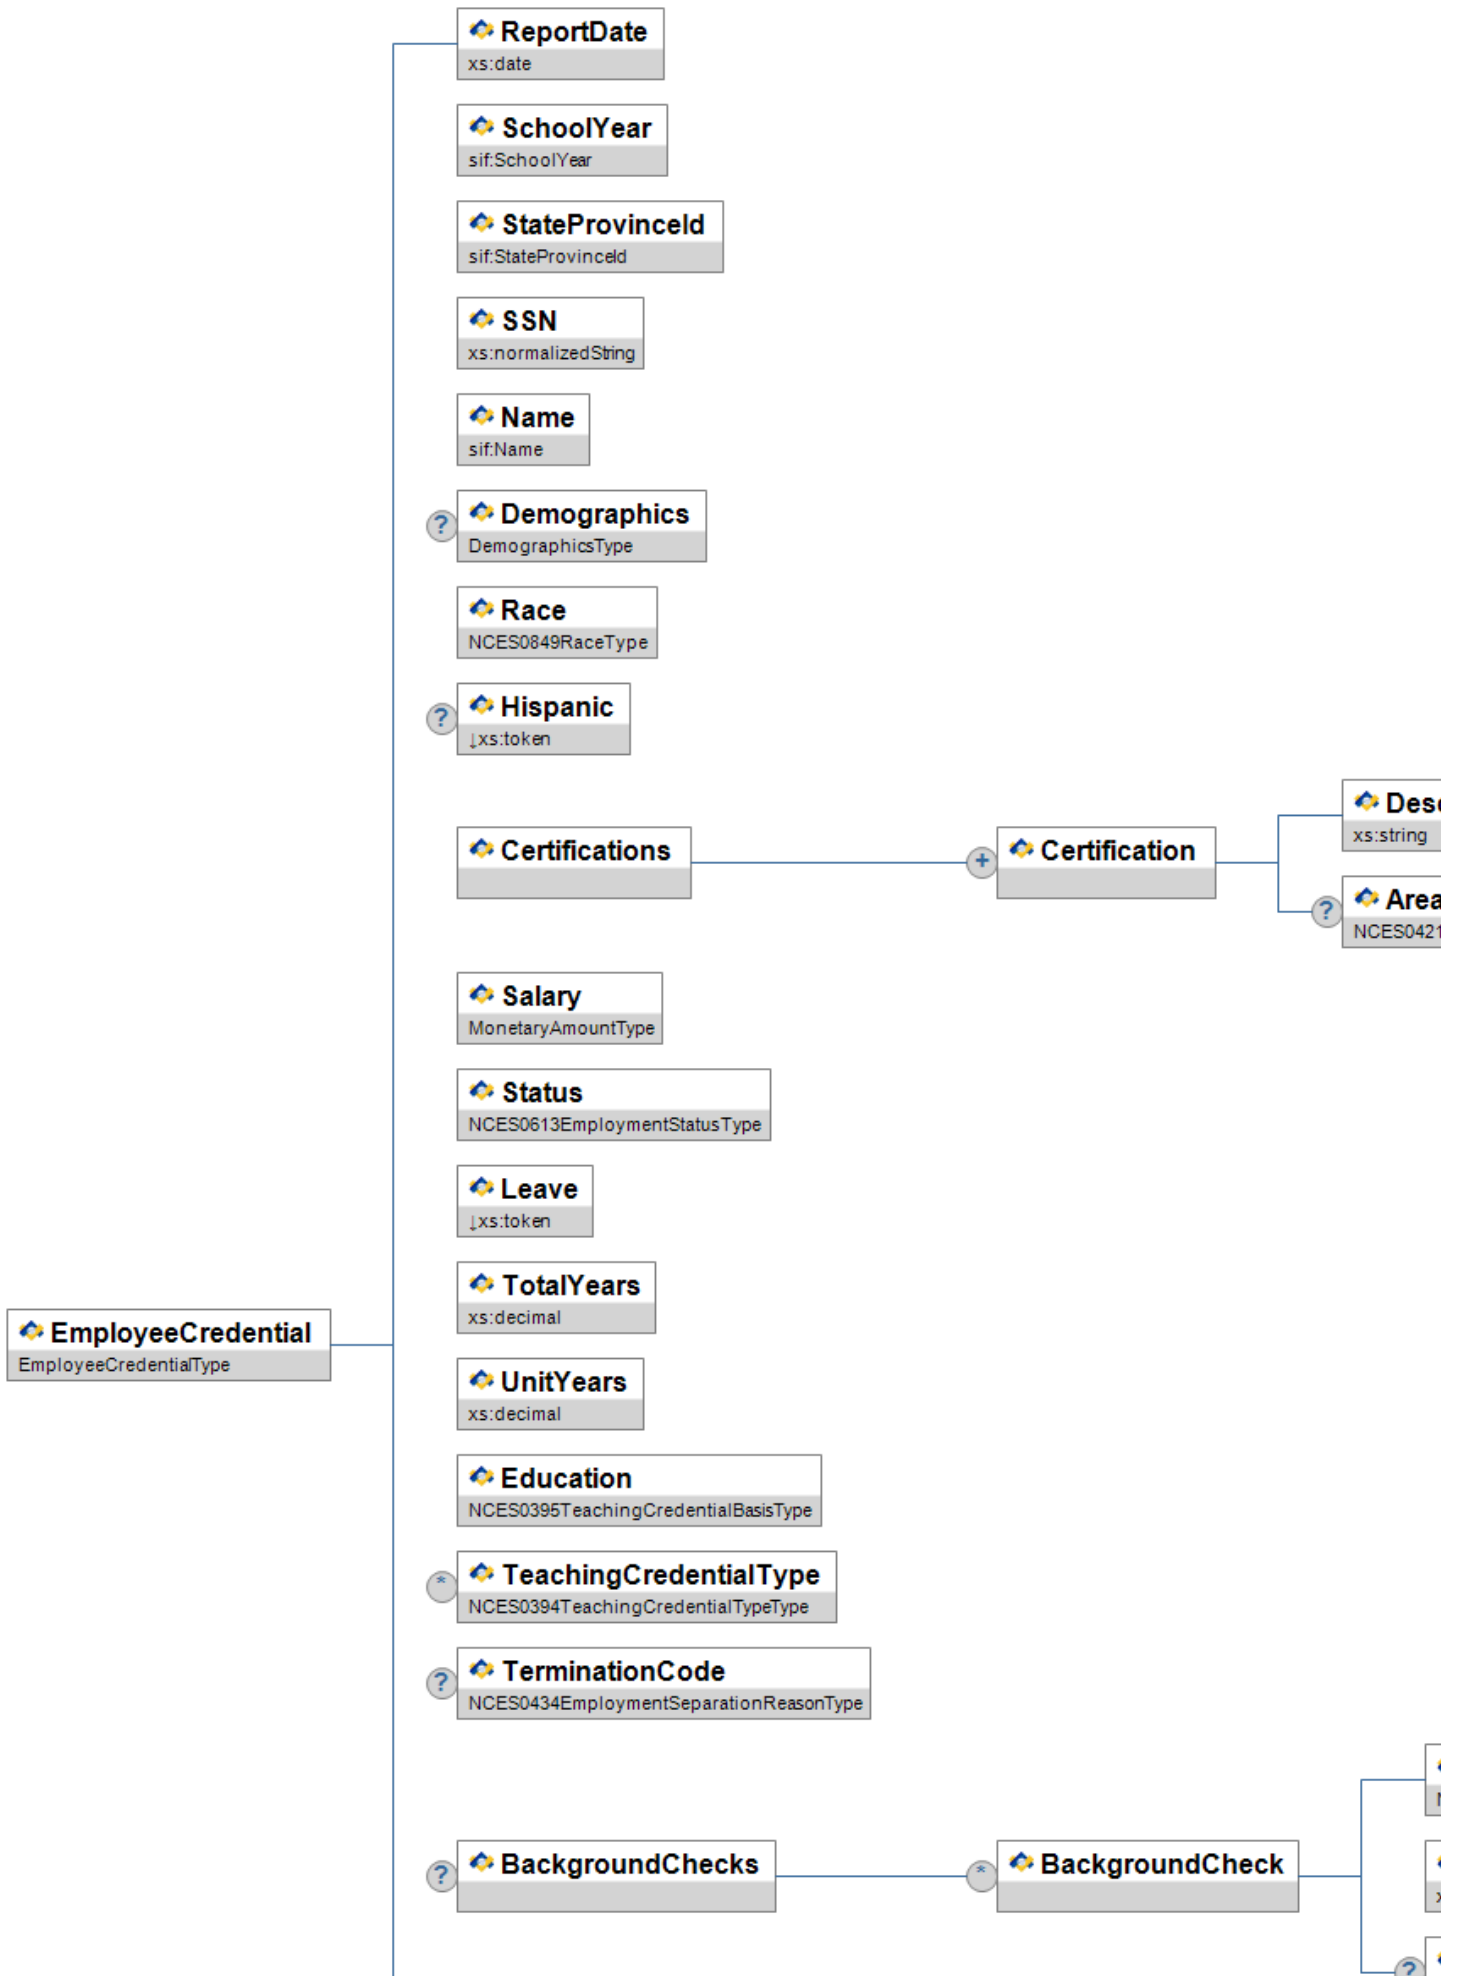 ReportDate
xs:date
SchoolYear
sif:SchoolYear
StateProvinceId
sif:StateProvinceId
SSN
xs:normalizedString
Name
sif:Name
?
Demographics
DemographicsType
Race
NCES0849RaceType
?
Hispanic
↓xs:token
Certifications
+
Certification
xs:string
?
Area
NCES0421
Salary
MonetaryAmountType
Status
NCES0613EmploymentStatusType
Leave
↓xs:token
TotalYears
xs:decimal
EmployeeCredential
EmployeeCredentialType
UnitYears
xs:decimal
Education
NCES0395TeachingCredentialBasisType
*
TeachingCredentialType
NCES0394TeachingCredentialTypeType
?
TerminationCode
NCES0434EmploymentSeparationReasonType
?
BackgroundChecks
*
BackgroundCheck
?